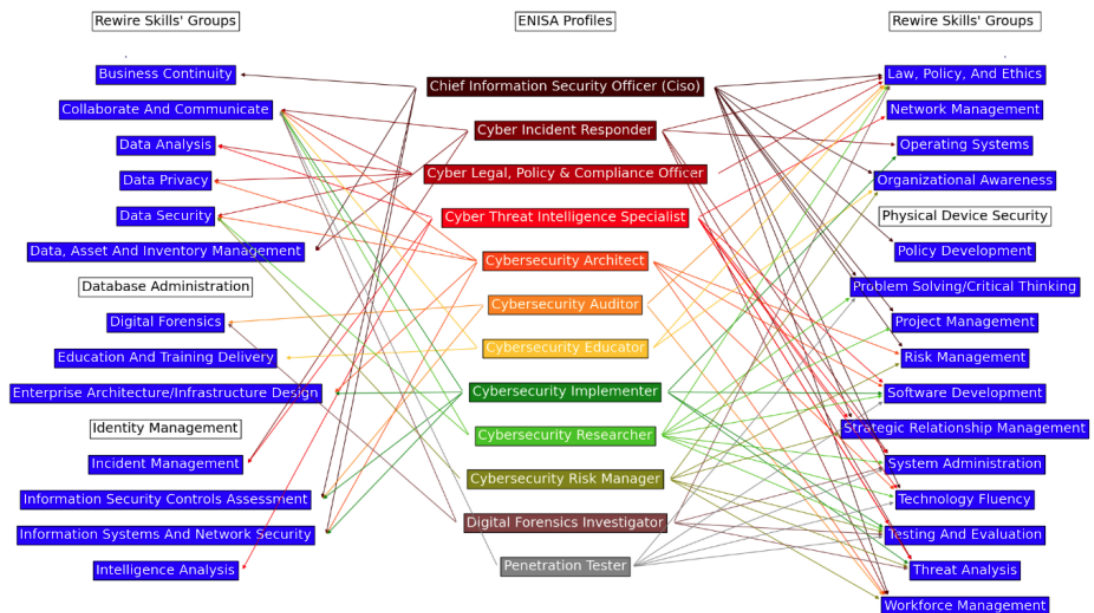 Rewire Skills' Groups
ENISA Profiles
Rewire Skills' Groups
Business Continuity
Collaborate And Communicate
Data Analysis
Data Privacy
Data Security
Data, Asset And Inventory Management
Database Administration
Digital Forensics
Education And Training Delivery
Enterprise Architecture/Infrastructure Design
Identity Management
Incident Management
Information Security Controls Assessment
Information Systems And Network Security
Intelligence Analysis
Chief Information Security Officer (Ciso)
Cyber Incident Responder
Cyber Legal, Policy & Compliance Officer
Cyber Threat Intelligence Specialist
Cybersecurity Architect
Cybersecurity Auditor
Cybersecurity Educator
Cybersecurity Implementer
Cybersecurity Researcher
Cybersecurity Risk Manager
Digital Forensics Investigator
Penetration Tester
Law, Policy, And Ethics
Network Management
Operating Systems
Organizational Awareness
Physical Device Security
Policy Development
Problem Solving/Critical Thinking
Project Management
Risk Management
Software Development
Strategic Relationship Management
System Administration
Technology Fluency
Testing And Evaluation
Threat Analysis
Workforce Management